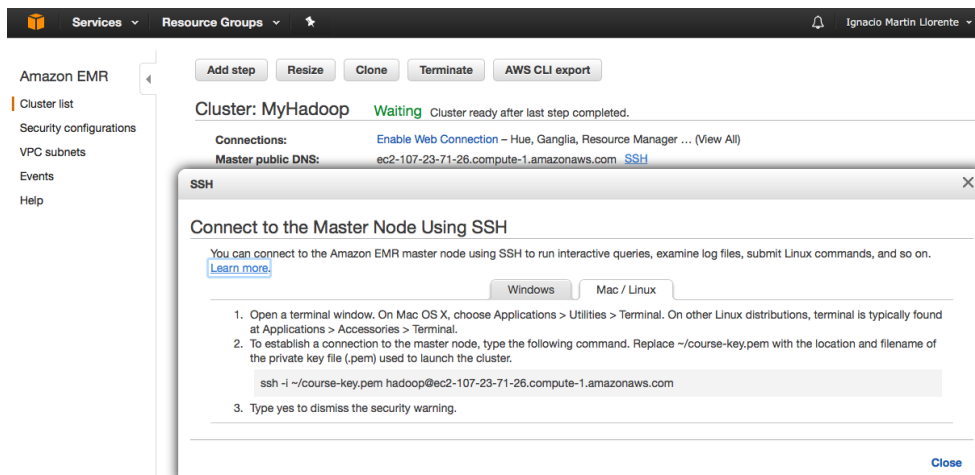 Services Resource Groups Ignacio Martin Llorente
Amazon EMR
Cluster list
Security configurations
VPC subnets
Events
Help
Add step Resize Clone Terminate AWS CLI export
Cluster: MyHadoop Waiting Cluster ready after last step completed.
Connections: Enable Web Connection – Hue, Ganglia, Resource Manager ... (View All)
Master public DNS: ec2-107-23-71-26.compute-1.amazonaws.com SSH
SSH
Connect to the Master Node Using SSH
You can connect to the Amazon EMR master node using SSH to run interactive queries, examine log files, submit Linux commands, and so on.
Learn more.
Windows Mac / Linux
1. Open a terminal window. On Mac OS X, choose Applications > Utilities > Terminal. On other Linux distributions, terminal is typically found
at Applications > Accessories > Terminal.
2. To establish a connection to the master node, type the following command. Replace ~/course-key.pem with the location and filename of
the private key file (.pem) used to launch the cluster.
ssh -i ~/course-key.pem hadoop@ec2-107-23-71-26.compute-1.amazonaws.com
3. Type yes to dismiss the security warning.
Close